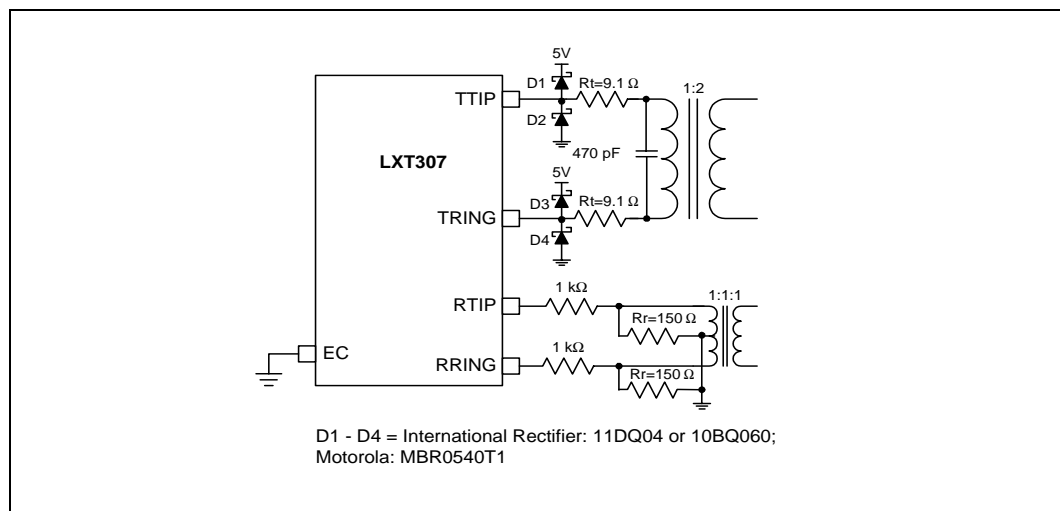 5V
D1
Rt=9.1 Ω
1:2
TTIP
D2
LXT307
470 pF
5V
D3
Rt=9.1 Ω
TRING
D4
1 kΩ
1:1:1
RTIP
Rr=150 Ω
1 kΩ
EC
RRING
Rr=150 Ω
D1 - D4 = International Rectifier: 11DQ04 or 10BQ060;
Motorola: MBR0540T1